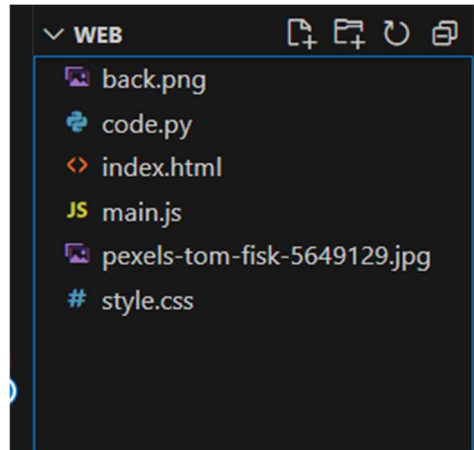 WEB
back.png
code.py
index.html
JS main.js
pexels-tom-fisk-5649129.jpg
# style.css